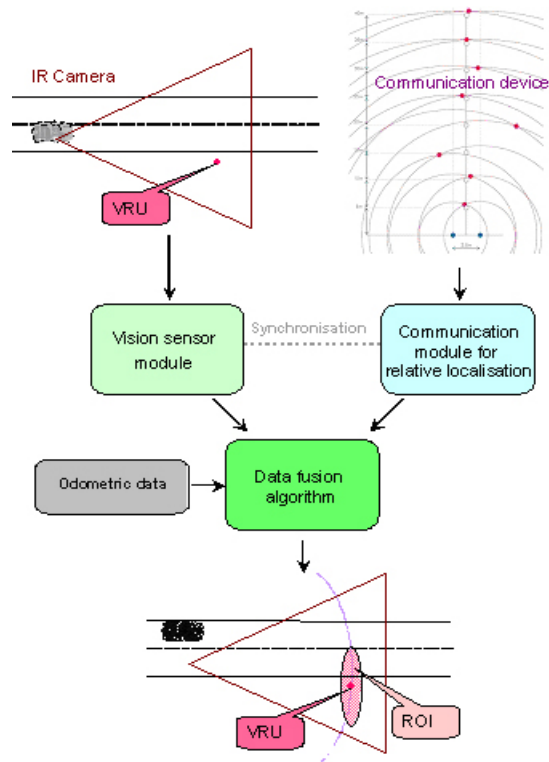 IR Camera
Communication device
VRU
Vision sensor
module
Synchronisation
Communication
module for
relative localisation
Odometric data
Data fusion
algorithm
VRU
ROI